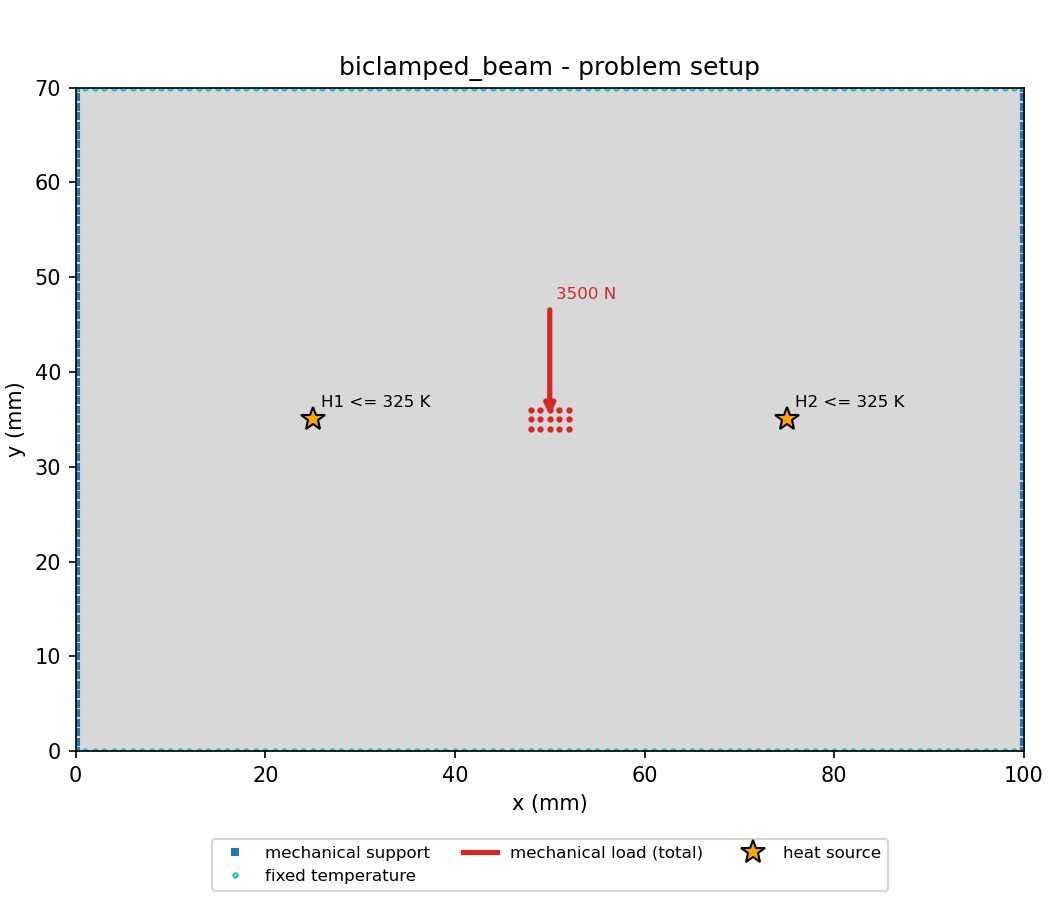 biclamped_beam - problem setup
70
60
50
40
30
20
10
0
y (mm)
3500 N
H1 <= 325 K
H2 <= 325 K
0 20 40 60 80 100
x (mm)
mechanical support mechanical load (total) heat source
fixed temperature